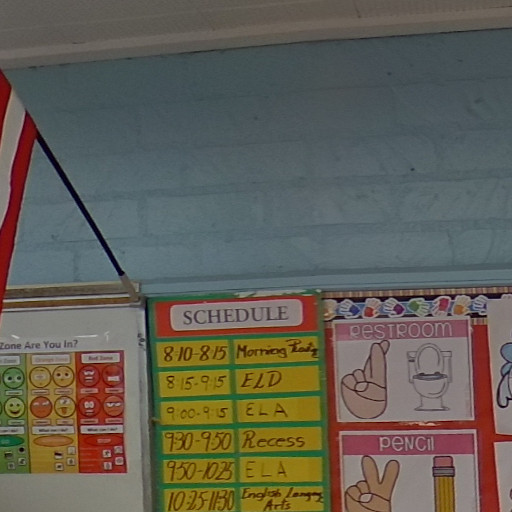 Zone Are You In?
SCHEDULE
8:10-8:15 Morning
8:15-9:15 ELD
9:00-9:15 ELA
9:30-9:50 Recess
9:50-10:25 ELA
10:25-11:30 English Language Arts
RESTROOM
PENCIL